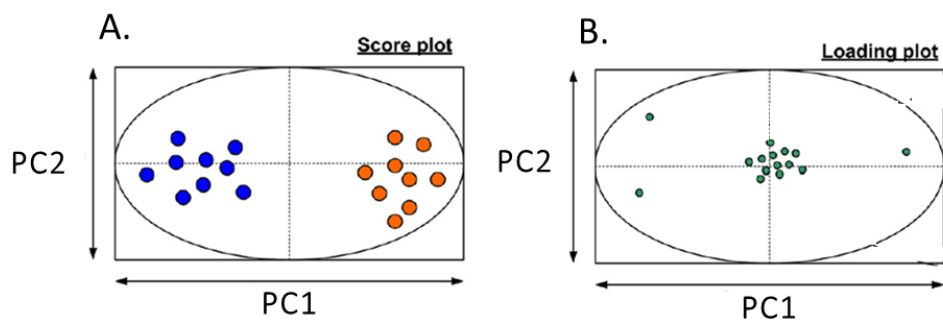 A.
Score plot
PC2
PC1
B.
Loading plot
PC2
PC1